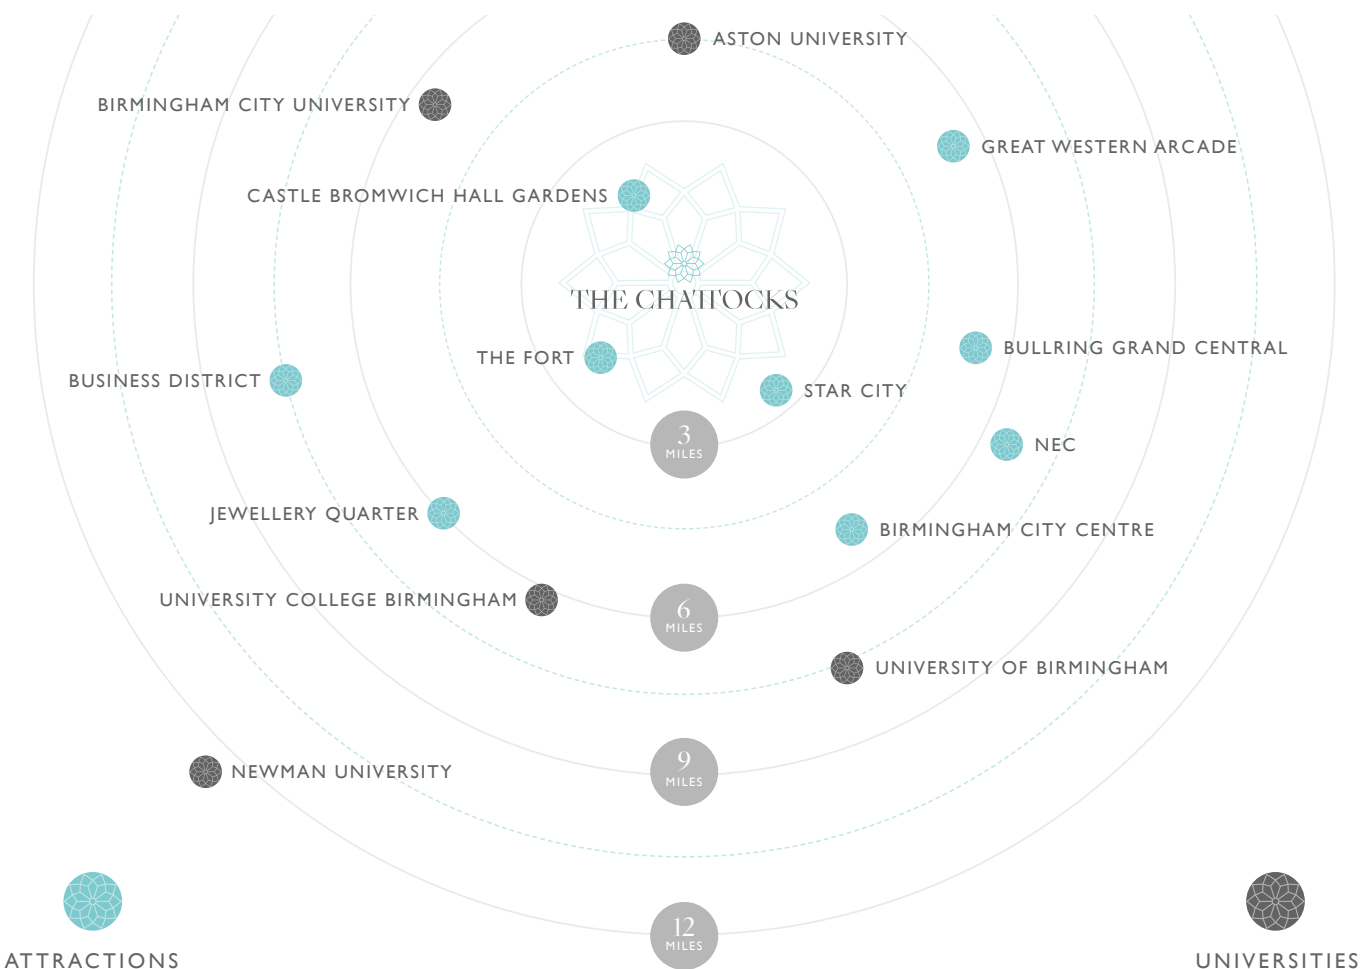 ASTON UNIVERSITY
BIRMINGHAM CITY UNIVERSITY
GREAT WESTERN ARCADE
CASTLE BROMWICH HALL GARDENS
THE CHATTOCKS
THE FORT
BULLRING GRAND CENTRAL
BUSINESS DISTRICT
STAR CITY
3
MILES
NEC
JEWELLERY QUARTER
BIRMINGHAM CITY CENTRE
UNIVERSITY COLLEGE BIRMINGHAM
6
MILES
UNIVERSITY OF BIRMINGHAM
9
MILES
NEWMAN UNIVERSITY
12
MILES
ATTRACTIONS
UNIVERSITIES